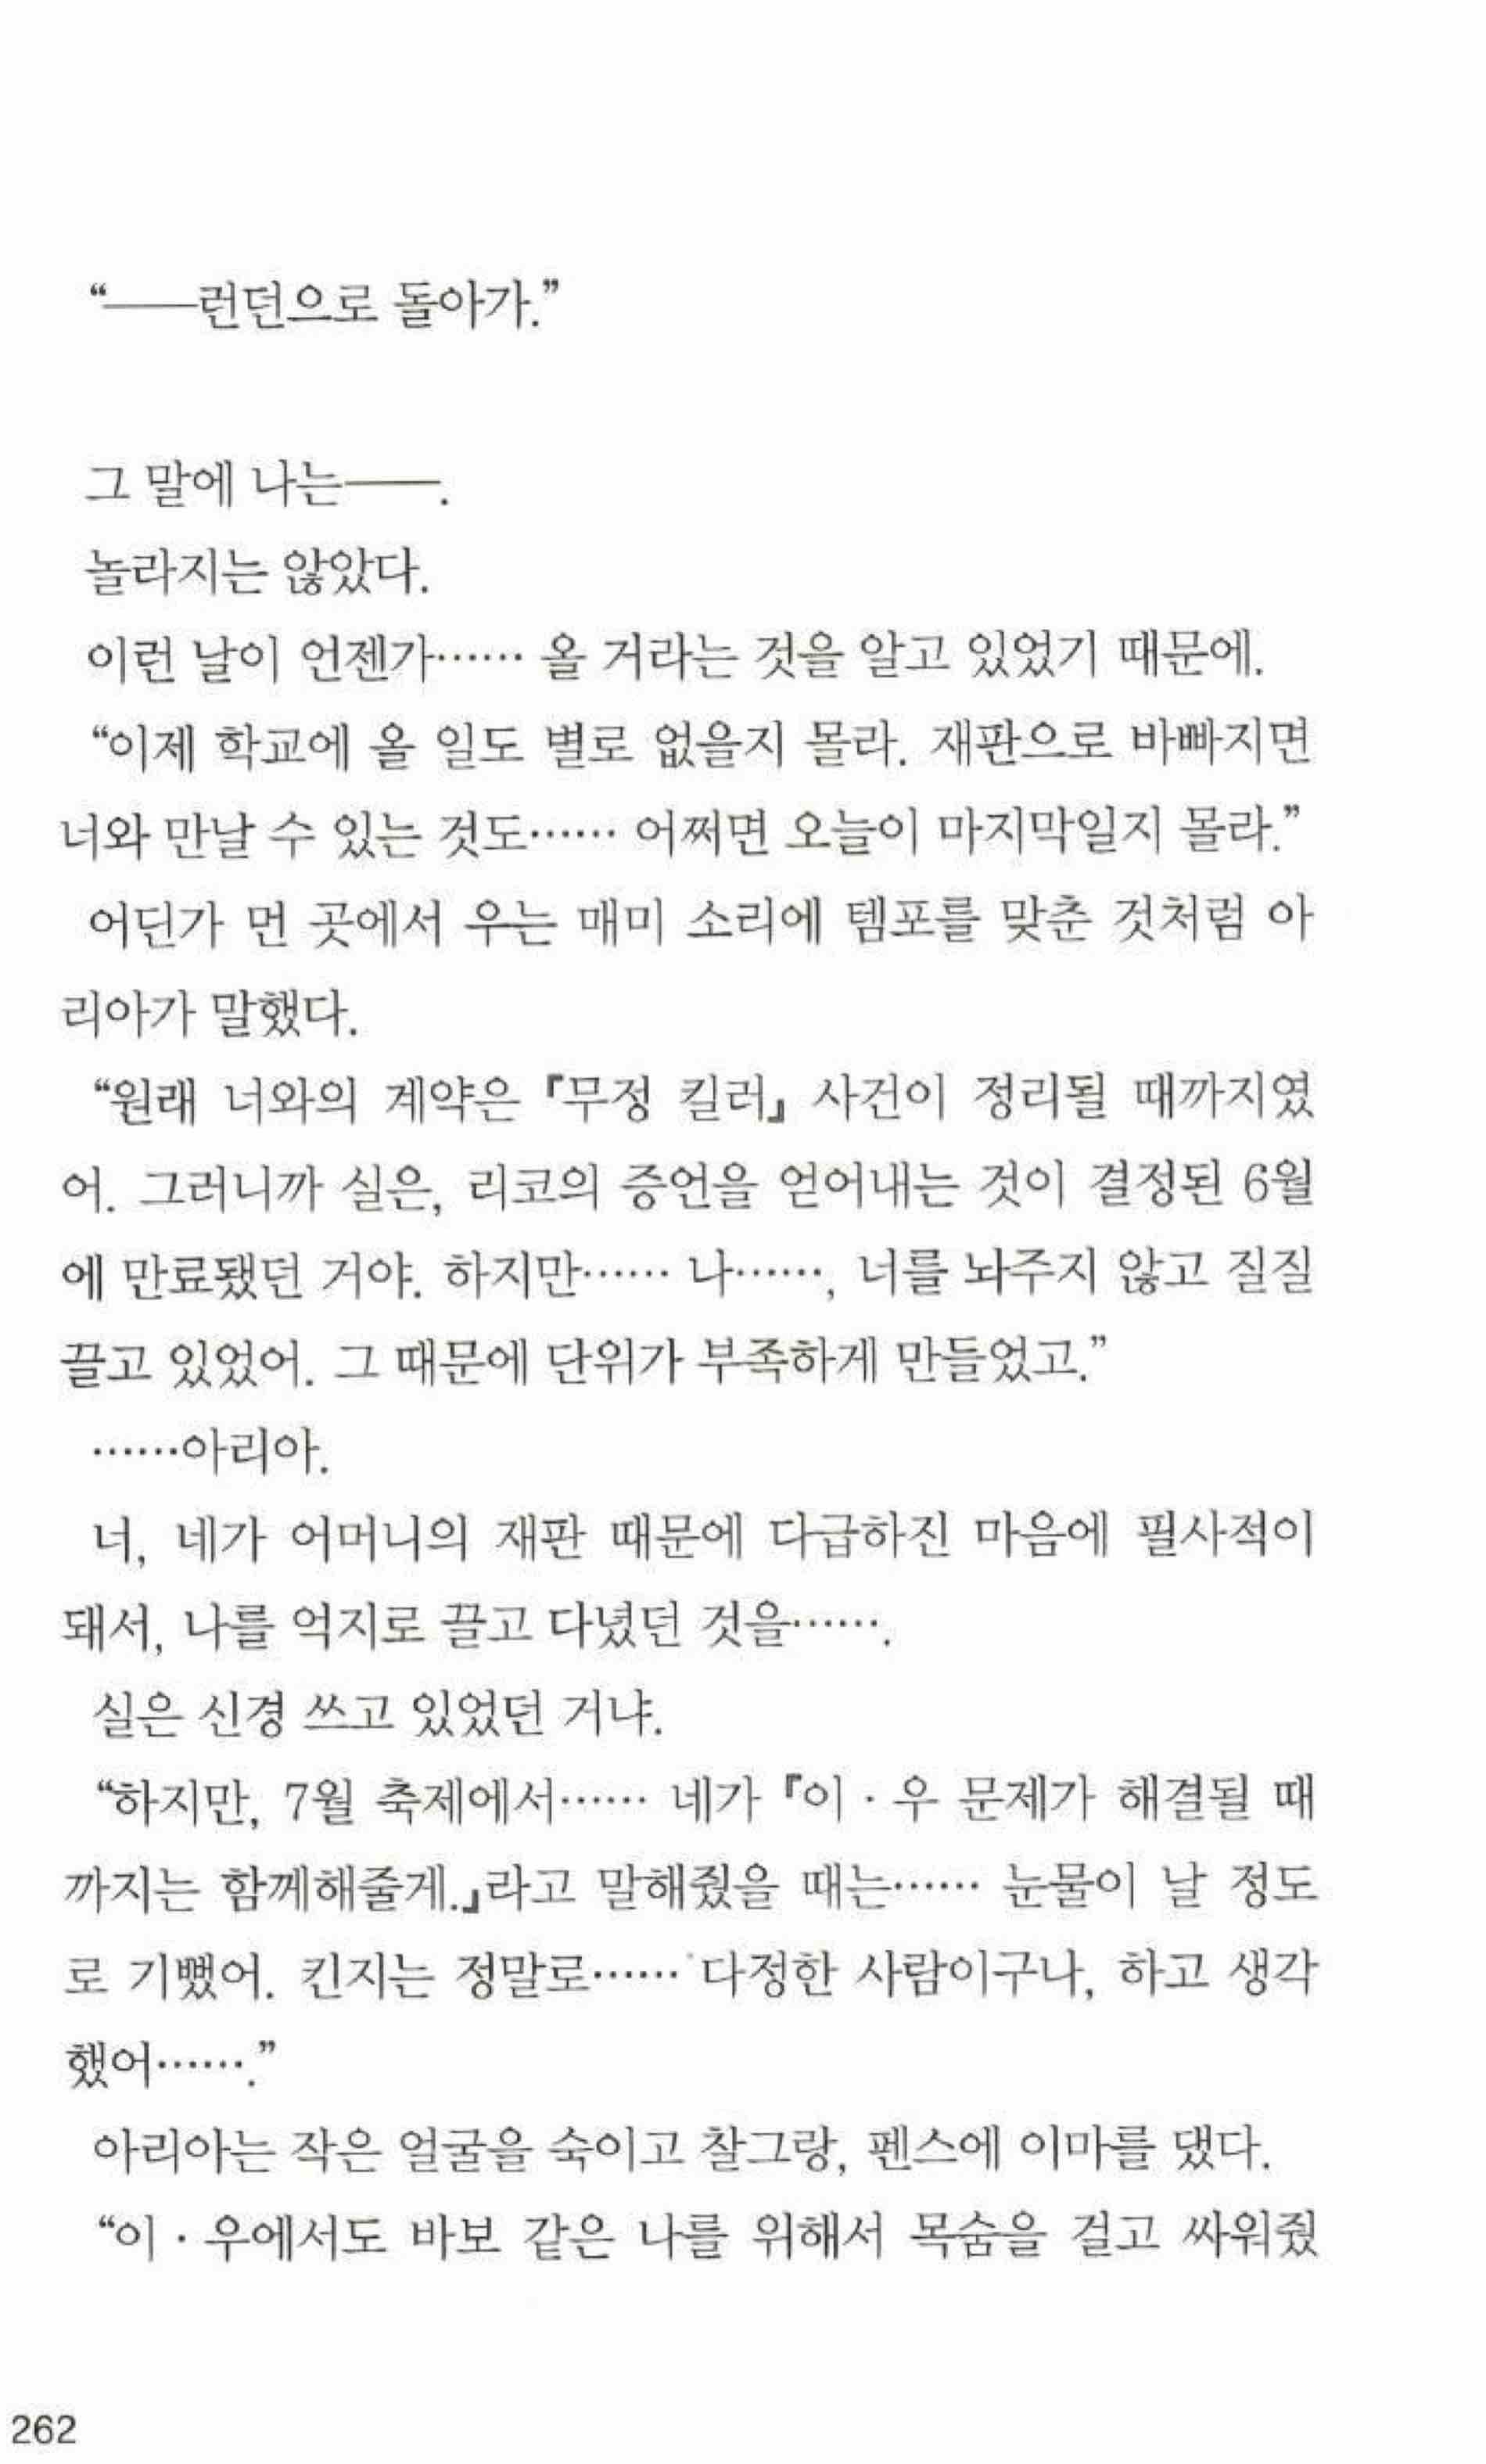 “──런던으로 돌아가.”
그 말에 나는──.
놀라지는 않았다.
이런 날이 언젠가…… 올 거라는 것을 알고 있었기 때문에.
“이제 학교에 올 일도 별로 없을지 몰라. 재판으로 바빠지면
너와 만날 수 있는 것도…… 어쩌면 오늘이 마지막일지 몰라.”
어딘가 먼 곳에서 우는 매미 소리에 템포를 맞춘 것처럼 아
리아가 말했다.
“원래 너와의 계약은 『무정 킬러』 사건이 정리될 때까지였
어. 그러니까 실은, 리코의 증언을 얻어내는 것이 결정된 6월
에 만료됐던 거야. 하지만…… 나……, 너를 놔주지 않고 질질
끌고 있었어. 그 때문에 단위가 부족하게 만들었고.”
……아리아.
너, 네가 어머니의 재판 때문에 다급하진 마음에 필사적이
돼서, 나를 억지로 끌고 다녔던 것을…….
실은 신경 쓰고 있었던 거냐.
“하지만, 7월 축제에서…… 네가 『이 · 우 문제가 해결될 때
까지는 함께해줄게.』라고 말해줬을 때는…… 눈물이 날 정도
로 기뻤어. 킨지는 정말로…… 다정한 사람이구나, 하고 생각
했어…….”
아리아는 작은 얼굴을 숙이고 찰그랑, 펜스에 이마를 댔다.
“이 · 우에서도 바보 같은 나를 위해서 목숨을 걸고 싸워줬
262